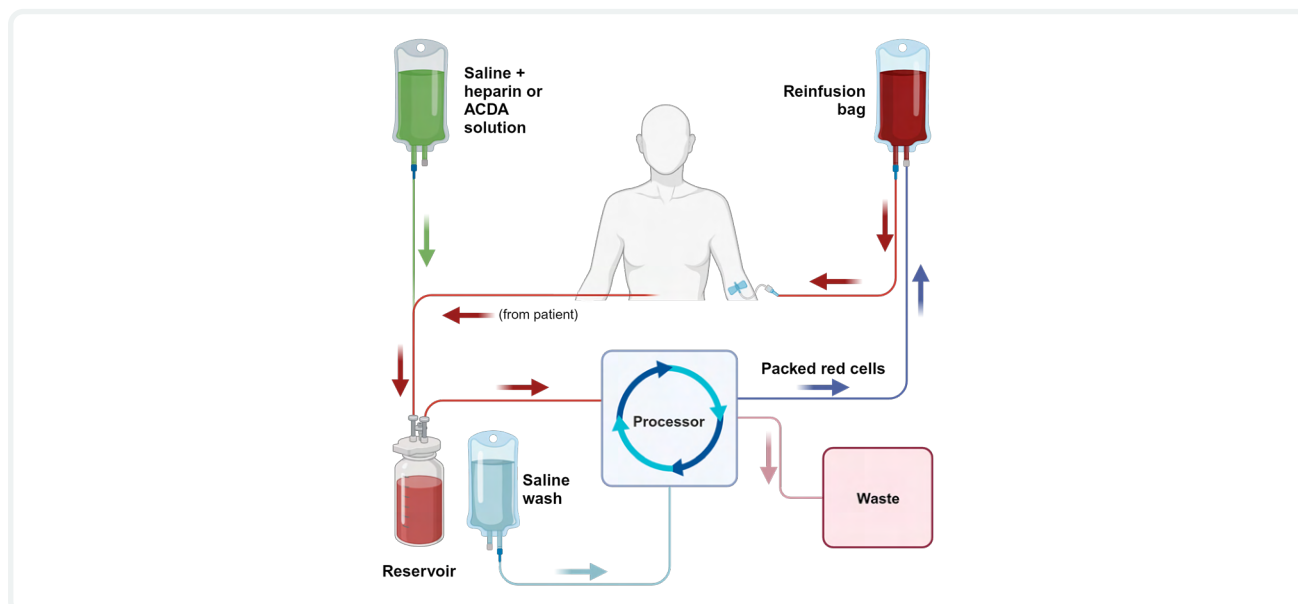 Saline +
heparin or
ACDA
solution
Reinfusion
bag
(from patient)
Packed red cells
Processor
Saline
wash
Waste
Reservoir